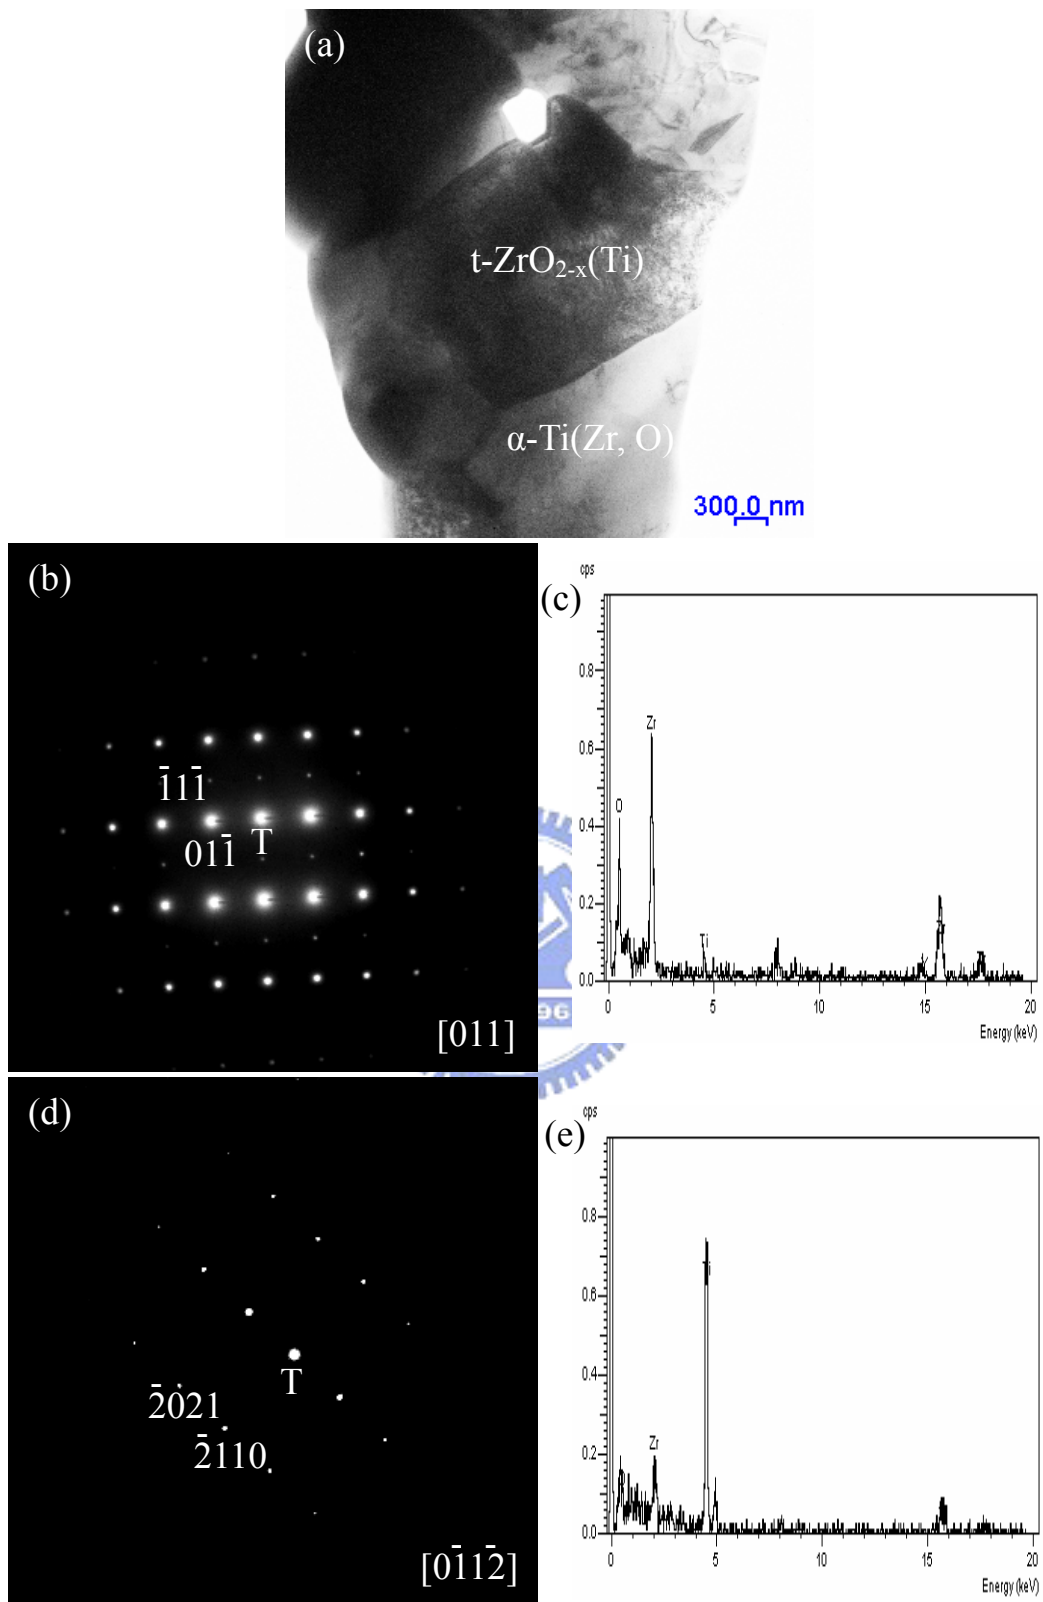 (a)
t-ZrO₂₋ₓ(Ti)
α-Ti(Zr, O)
300.0 nm
(b)
1̄11̄
011̄ T
[011]
(c)
cps
0.8
0.6
0.4
0.2
0.0
O
Zr
Ti
0 5 10 15 20
Energy (keV)
96
(d)
T
2̄021
2̄110
[01̄12̄]
(e)
cps
0.8
0.6
0.4
0.2
0.0
Zr
Ti
0 5 10 15 20
Energy (keV)